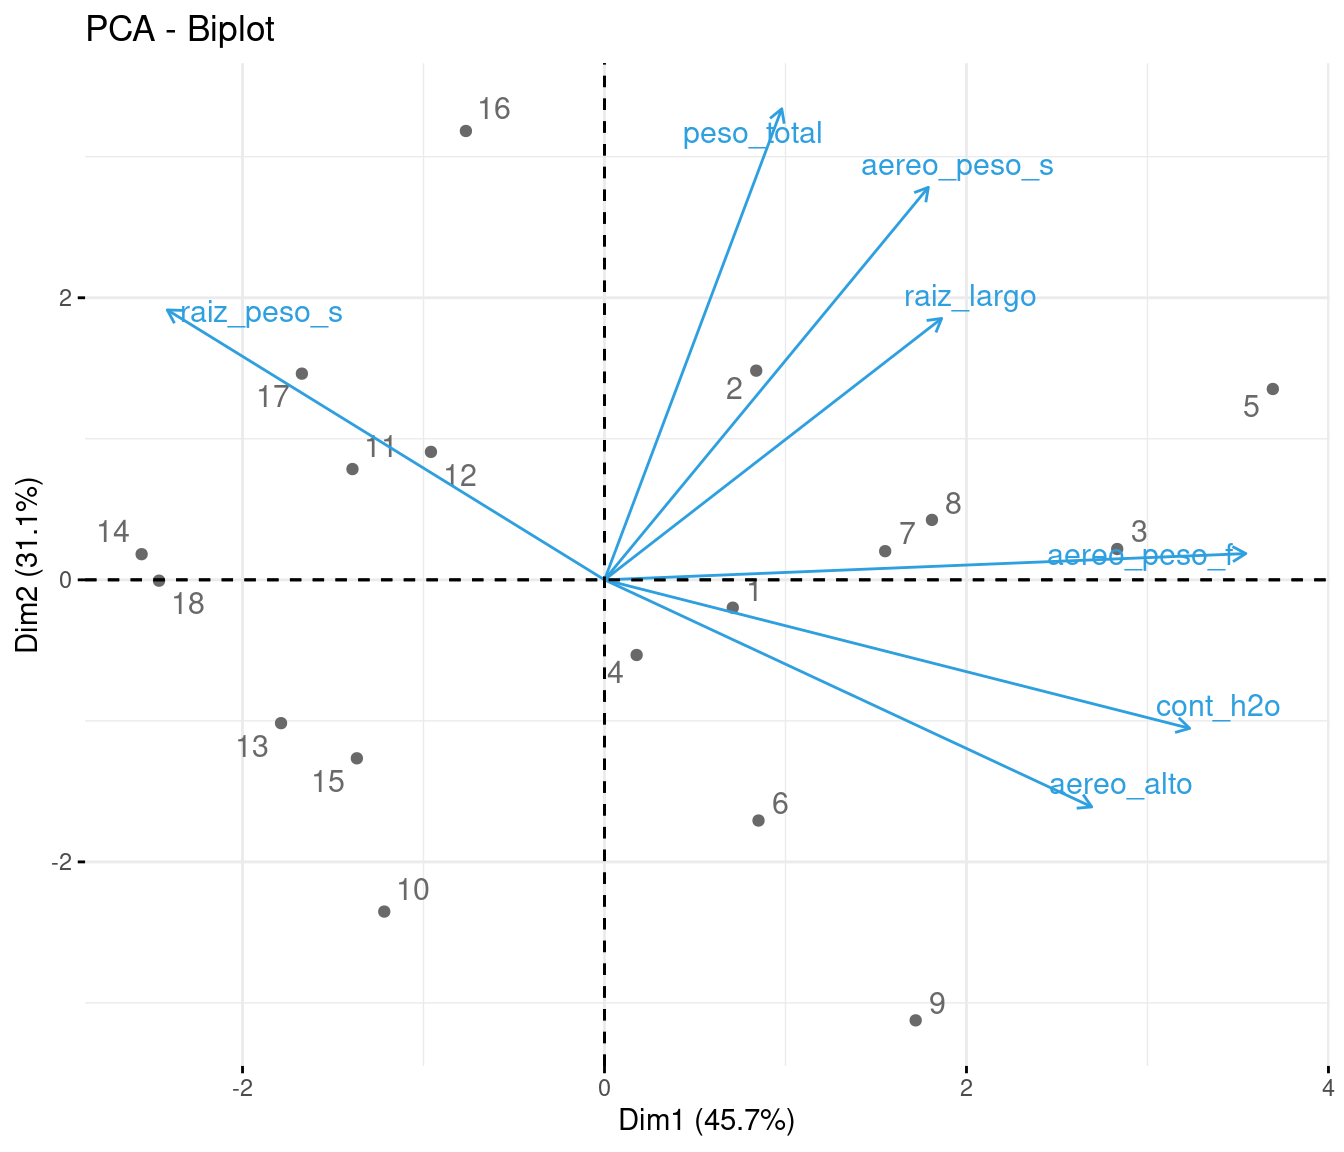 PCA - Biplot
16
peso_total
aereo_peso_s
raiz_largo
2
raiz_peso_s
17
2
5
11
12
8
7
3
14
aereo_peso_f
0
18
1
4
cont_h2o
13
15
aereo_alto
6
-2
10
9
-2
0
2
4
Dim1 (45.7%)
Dim2 (31.1%)